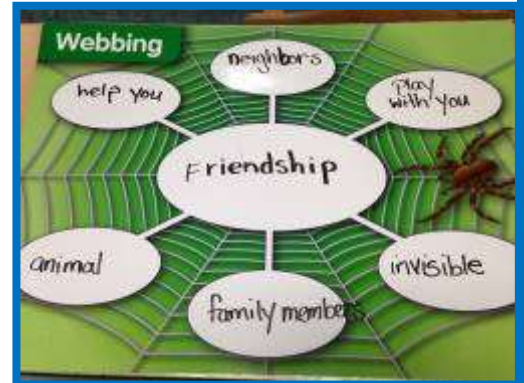 Webbing
neighbors
help you
play
with you
Friendship
animal
invisible
family members